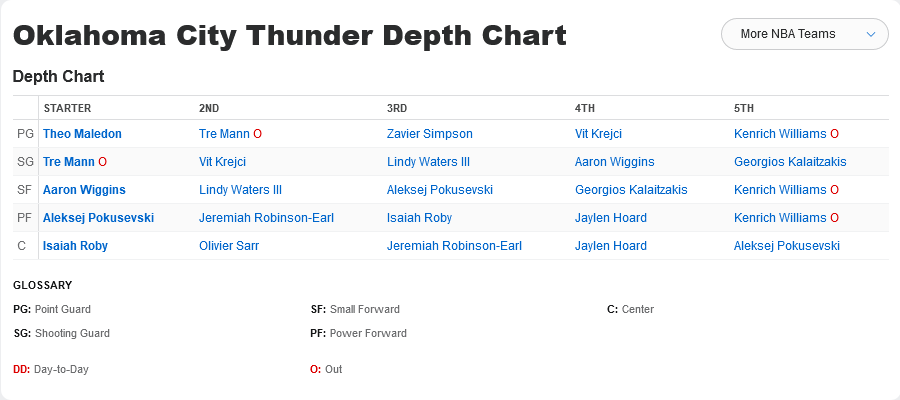 Oklahoma City Thunder Depth Chart
More NBA Teams
Depth Chart
STARTER 2ND 3RD 4TH 5TH
PG Theo Maledon Tre Mann O Zavier Simpson Vit Krejci Kenrich Williams O
SG Tre Mann O Vit Krejci Lindy Waters III Aaron Wiggins Georgios Kalaitzakis
SF Aaron Wiggins Lindy Waters III Aleksej Pokusevski Georgios Kalaitzakis Kenrich Williams O
PF Aleksej Pokusevski Jeremiah Robinson-Earl Isaiah Roby Jaylen Hoard Kenrich Williams O
C Isaiah Roby Olivier Sarr Jeremiah Robinson-Earl Jaylen Hoard Aleksej Pokusevski
GLOSSARY
PG: Point Guard SF: Small Forward C: Center
SG: Shooting Guard PF: Power Forward
DD: Day-to-Day O: Out